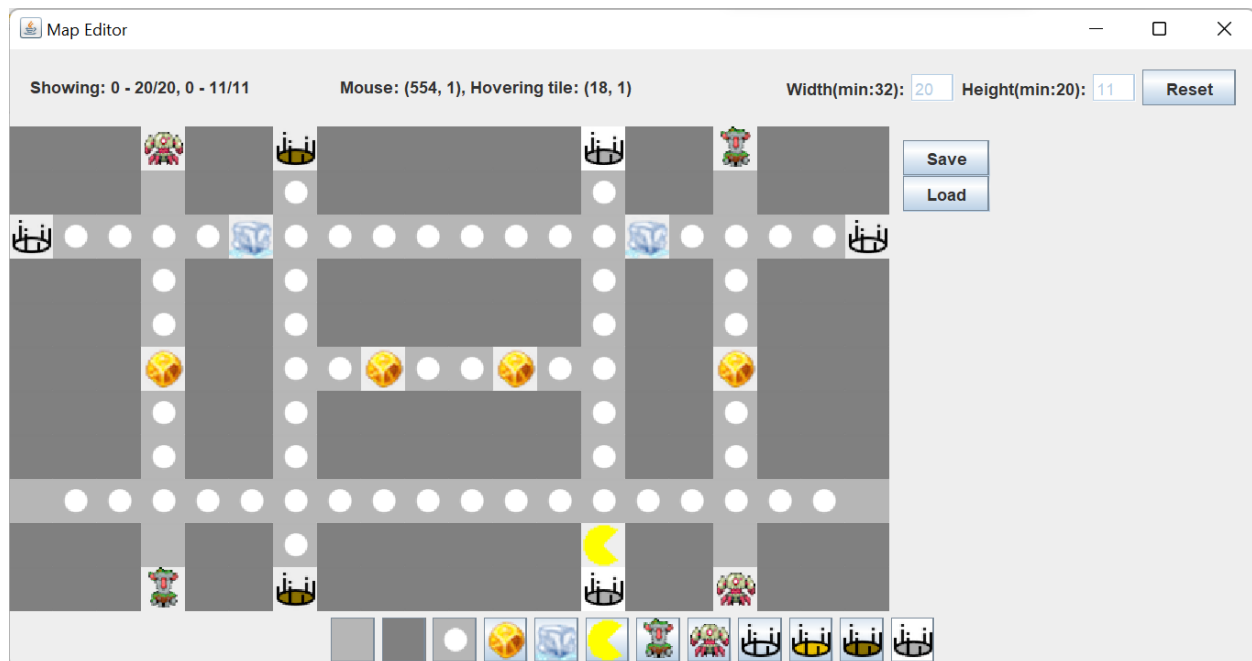 Map Editor
Showing: 0 - 20/20, 0 - 11/11 Mouse: (554, 1), Hovering tile: (18, 1) Width(min:32): 20 Height(min:20): 11 Reset
Save
Load